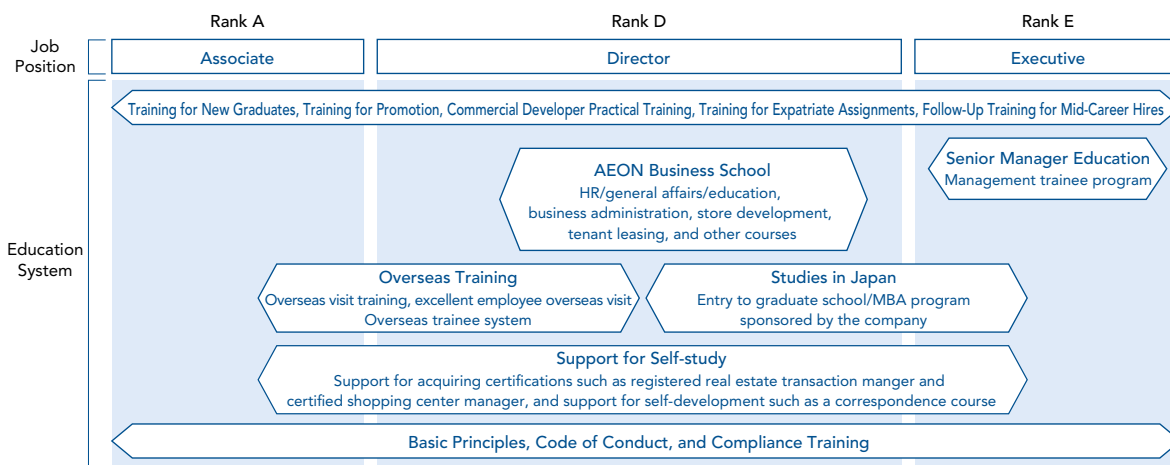 Rank A
Rank D
Rank E
Job
Position
Associate
Director
Executive
Education
System
Training for New Graduates, Training for Promotion, Commercial Developer Practical Training, Training for Expatriate Assignments, Follow-Up Training for Mid-Career Hires
AEON Business School
HR/general affairs/education,
business administration, store development,
tenant leasing, and other courses
Senior Manager Education
Management trainee program
Overseas Training
Overseas visit training, excellent employee overseas visit
Overseas trainee system
Studies in Japan
Entry to graduate school/MBA program
sponsored by the company
Support for Self-study
Support for acquiring certifications such as registered real estate transaction manger and
certified shopping center manager, and support for self-development such as a correspondence course
Basic Principles, Code of Conduct, and Compliance Training